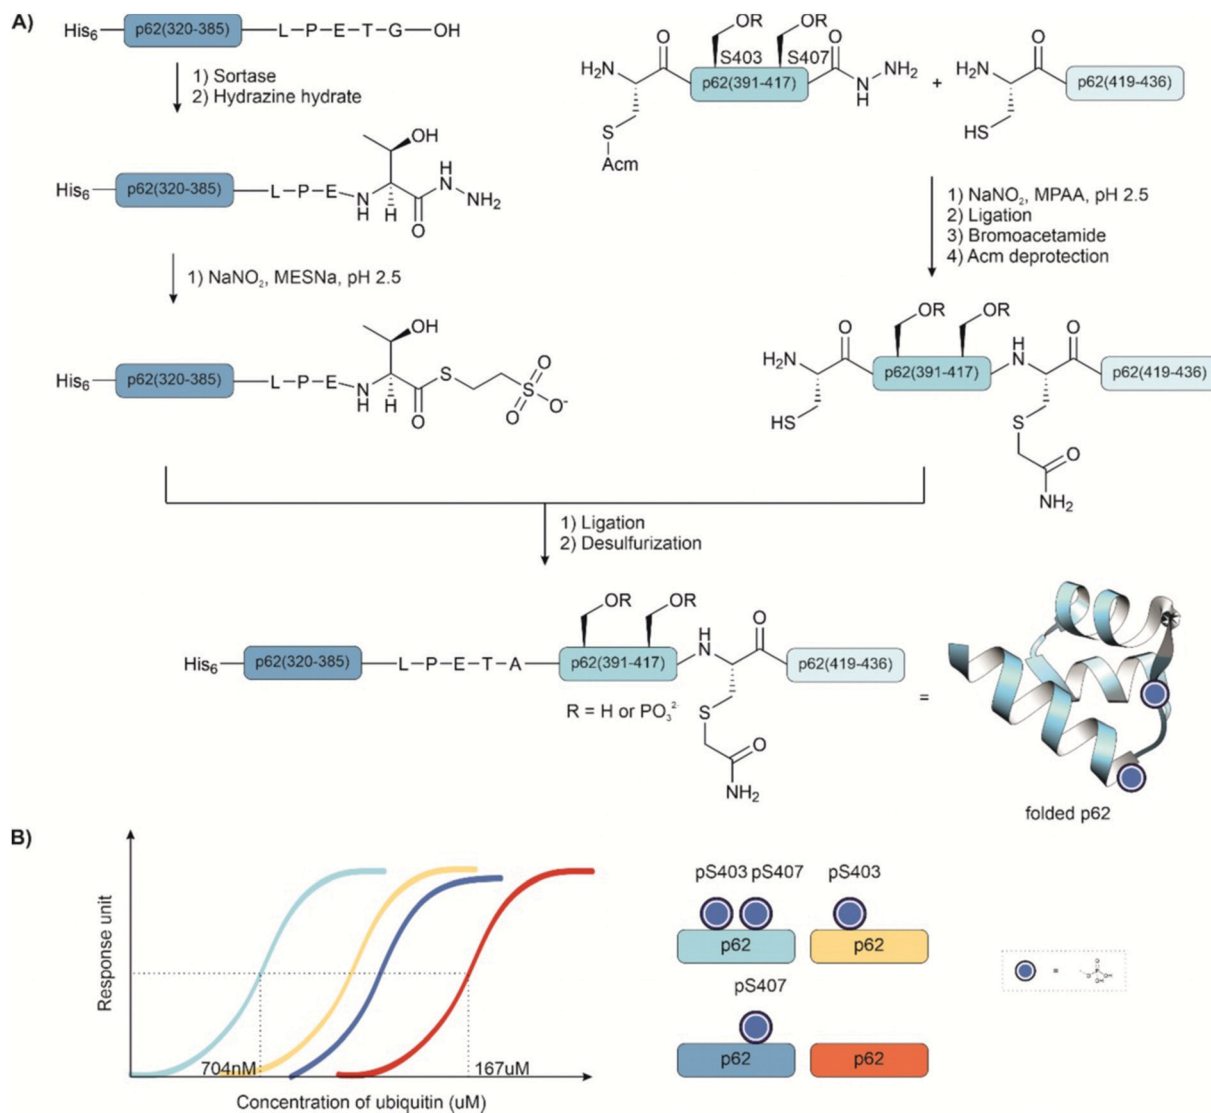 A)
His6 p62(320-385) L-P-E-T-G-OH
1) Sortase
2) Hydrazine hydrate
His6 p62(320-385) L-P-E-N H H OH O H N NH2
1) NaNO2, MESNa, pH 2.5
His6 p62(320-385) L-P-E-N H H OH O S S O O O-
H2N O S Acm OR S403 OR S407 p62(391-417) O N H NH2 + H2N O HS p62(419-436)
1) NaNO2, MPAA, pH 2.5
2) Ligation
3) Bromoacetamide
4) Acm deprotection
H2N O HS OR OR p62(391-417) H N O S O NH2 p62(419-436)
1) Ligation
2) Desulfurization
His6 p62(320-385) L-P-E-T-A OR OR p62(391-417) H N O S O NH2 p62(419-436) =
R = H or PO3 2-
folded p62
B)
Response unit
704nM
167uM
Concentration of ubiquitin (uM)
pS403 pS407 pS403
p62 p62
pS407
p62 p62
= O P O OH OH